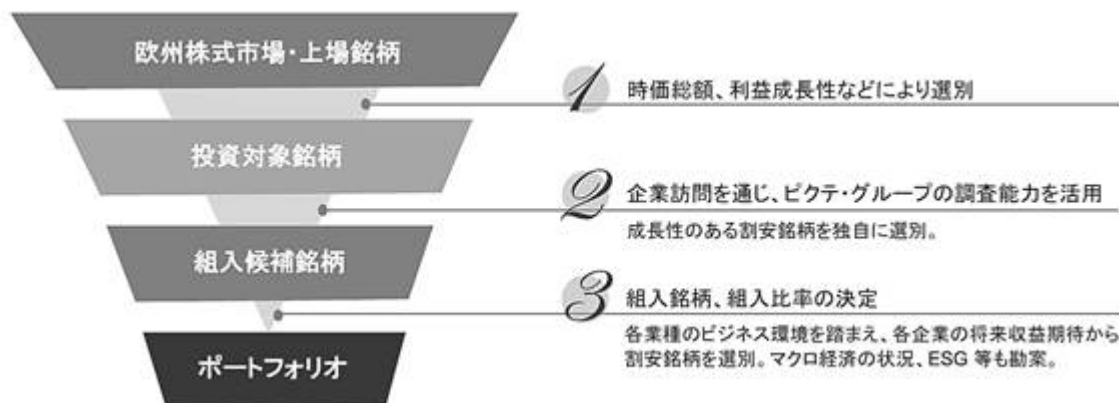 欧州株式市場・上場銘柄
1 時価総額、利益成長性などにより選別
投資対象銘柄
2 企業訪問を通じ、ピクテ・グループの調査能力を活用
成長性のある割安銘柄を独自に選別。
組入候補銘柄
3 組入銘柄、組入比率の決定
各業種のビジネス環境を踏まえ、各企業の将来収益期待から
割安銘柄を選別。マクロ経済の状況、ESG 等も勘案。
ポートフォリオ